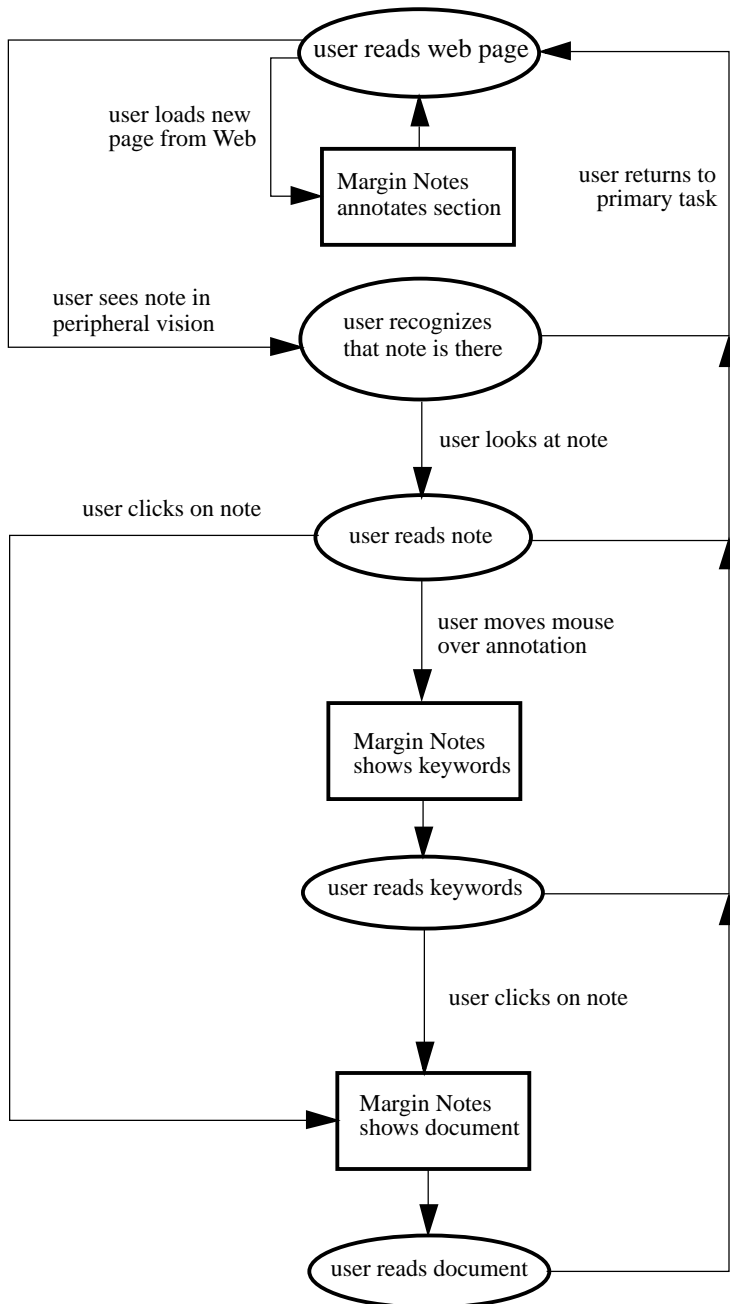 user reads web page
user loads new
page from Web
Margin Notes
annotates section
user returns to
primary task
user sees note in
peripheral vision
user recognizes
that note is there
user looks at note
user clicks on note
user reads note
user moves mouse
over annotation
Margin Notes
shows keywords
user reads keywords
user clicks on note
Margin Notes
shows document
user reads document